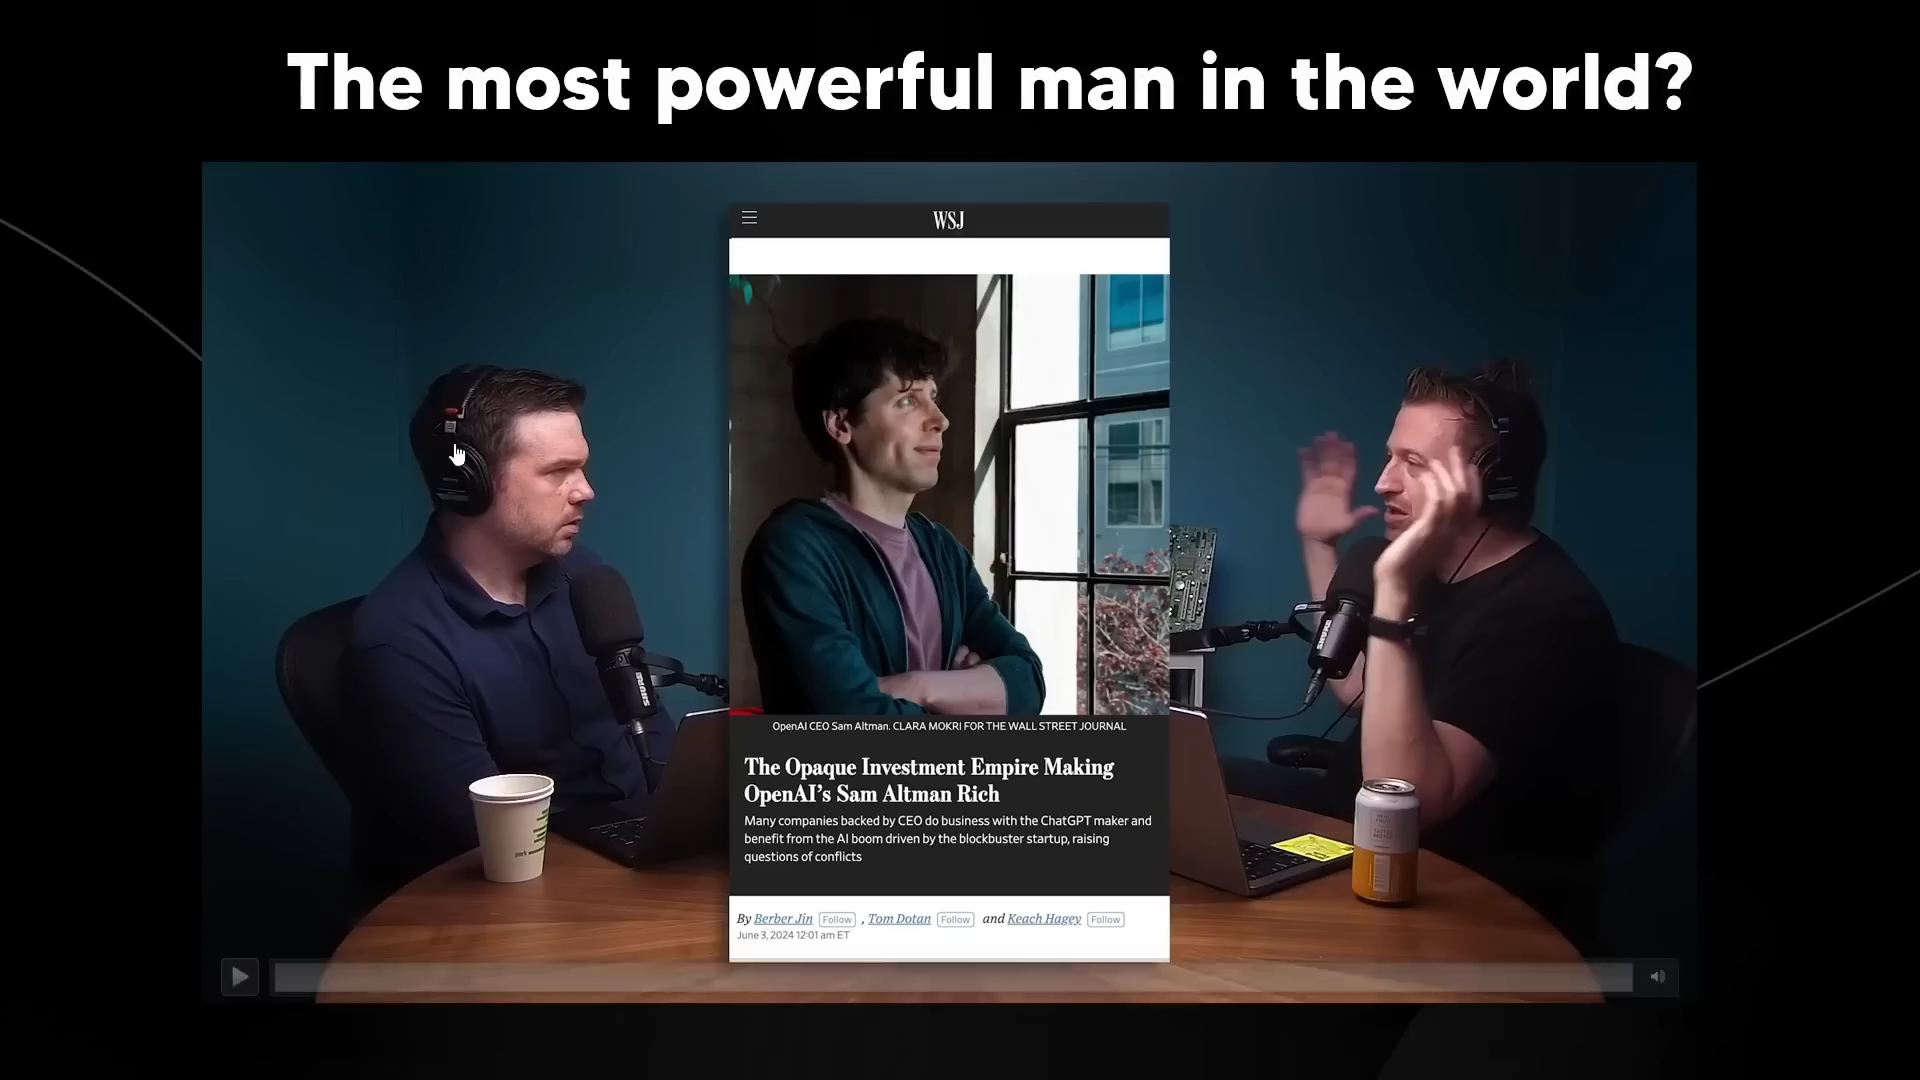 The most powerful man in the world?
WSJ
OpenAI CEO Sam Altman. CLARA MOKRI FOR THE WALL STREET JOURNAL
The Opaque Investment Empire Making
OpenAI’s Sam Altman Rich
Many companies backed by CEO do business with the ChatGPT maker and
benefit from the AI boom driven by the blockbuster startup, raising
questions of conflicts
By Berber Jin Follow , Tom Dotan Follow and Keach Hagey Follow
June 3, 2024 12:01 am ET
SHURE
SHURE